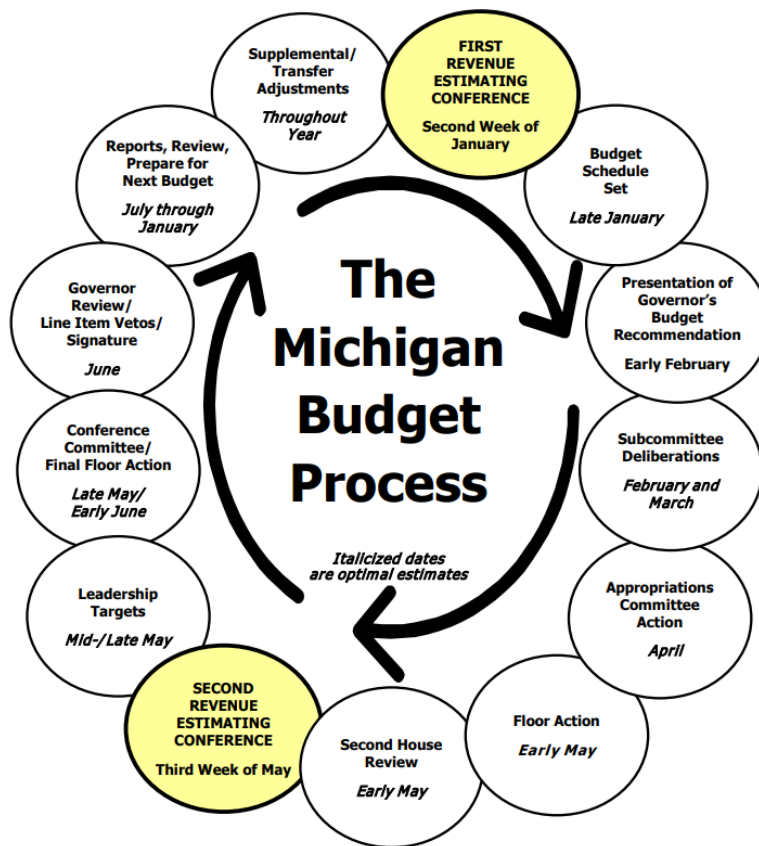 The
Michigan
Budget
Process
Italicized dates
are optimal estimates
FIRST
REVENUE
ESTIMATING
CONFERENCE
Second Week of
January
Budget
Schedule
Set
Late January
Presentation of
Governor's
Budget
Recommendation
Early February
Subcommittee
Deliberations
February and
March
Appropriations
Committee
Action
April
Floor Action
Early May
Second House
Review
Early May
SECOND
REVENUE
ESTIMATING
CONFERENCE
Third Week of May
Leadership
Targets
Mid-/Late May
Conference
Committee/
Final Floor Action
Late May/
Early June
Governor
Review/
Line Item Vetos/
Signature
June
Reports, Review,
Prepare for
Next Budget
July through
January
Supplemental/
Transfer
Adjustments
Throughout
Year